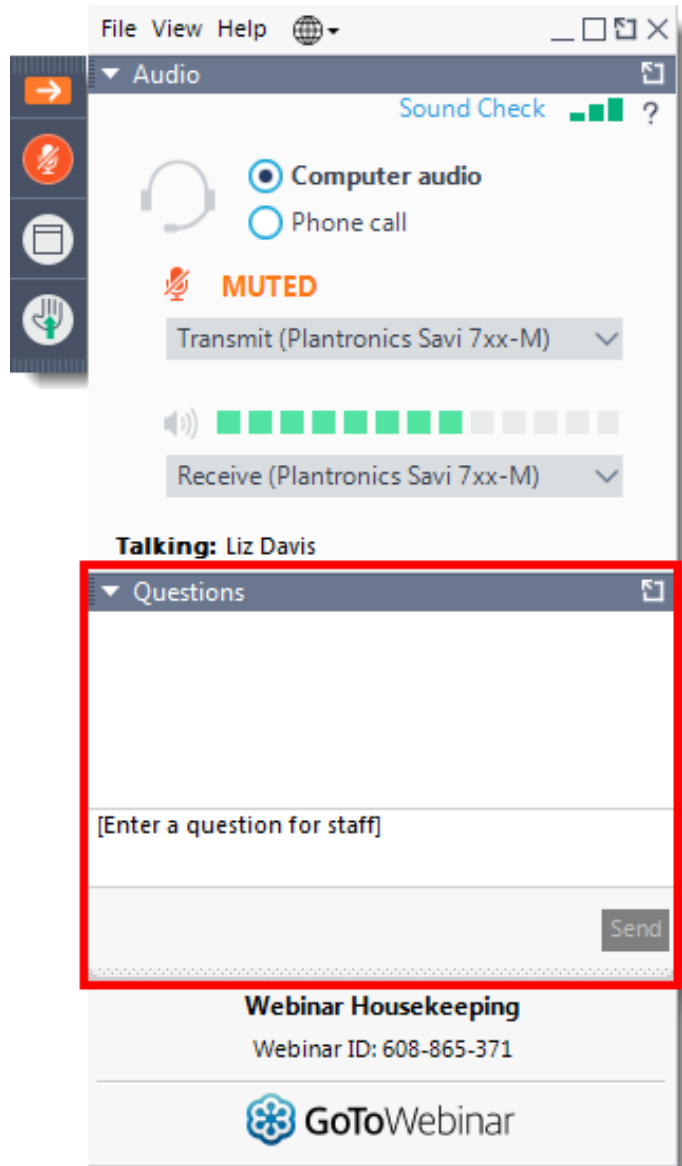 File View Help
Audio
Sound Check ?
Computer audio
Phone call
MUTED
Transmit (Plantronics Savi 7xx-M)
Receive (Plantronics Savi 7xx-M)
Talking: Liz Davis
Questions
[Enter a question for staff]
Send
Webinar Housekeeping
Webinar ID: 608-865-371
GoToWebinar